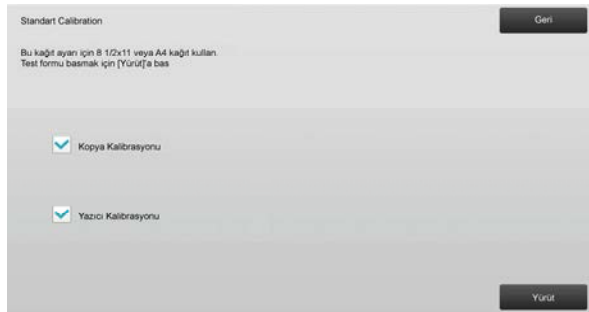 Standart Calibration
Geri
Bu kağıt ayarı için 8 1/2x11 veya A4 kağıt kullan.
Test formu basmak için [Yürüt]'a bas
Kopya Kalibrasyonu
Yazıcı Kalibrasyonu
Yürüt